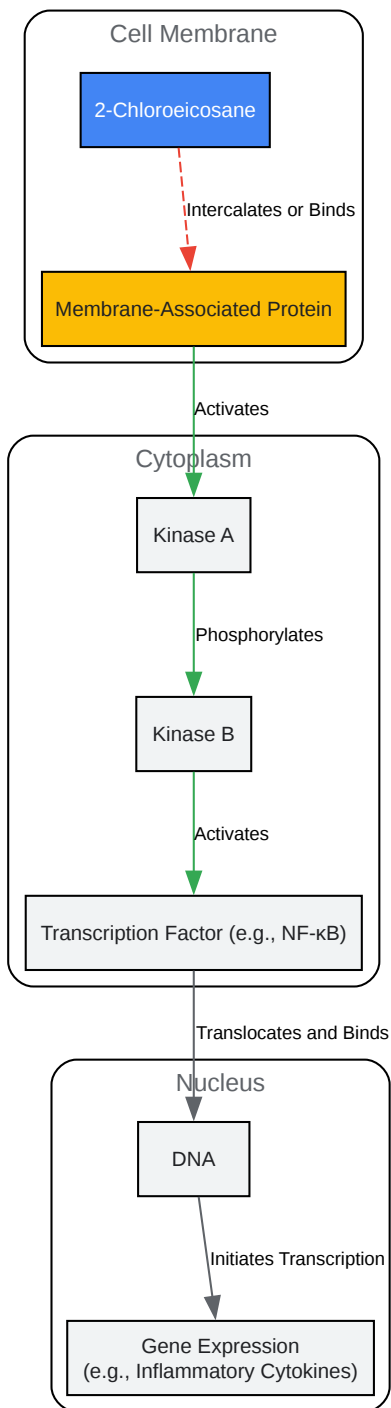 Cell Membrane
2-Chloroeicosane
Intercalates or Binds
Membrane-Associated Protein
Activates
Cytoplasm
Kinase A
Phosphorylates
Kinase B
Activates
Transcription Factor (e.g., NF-κB)
Translocates and Binds
Nucleus
DNA
Initiates Transcription
Gene Expression
(e.g., Inflammatory Cytokines)